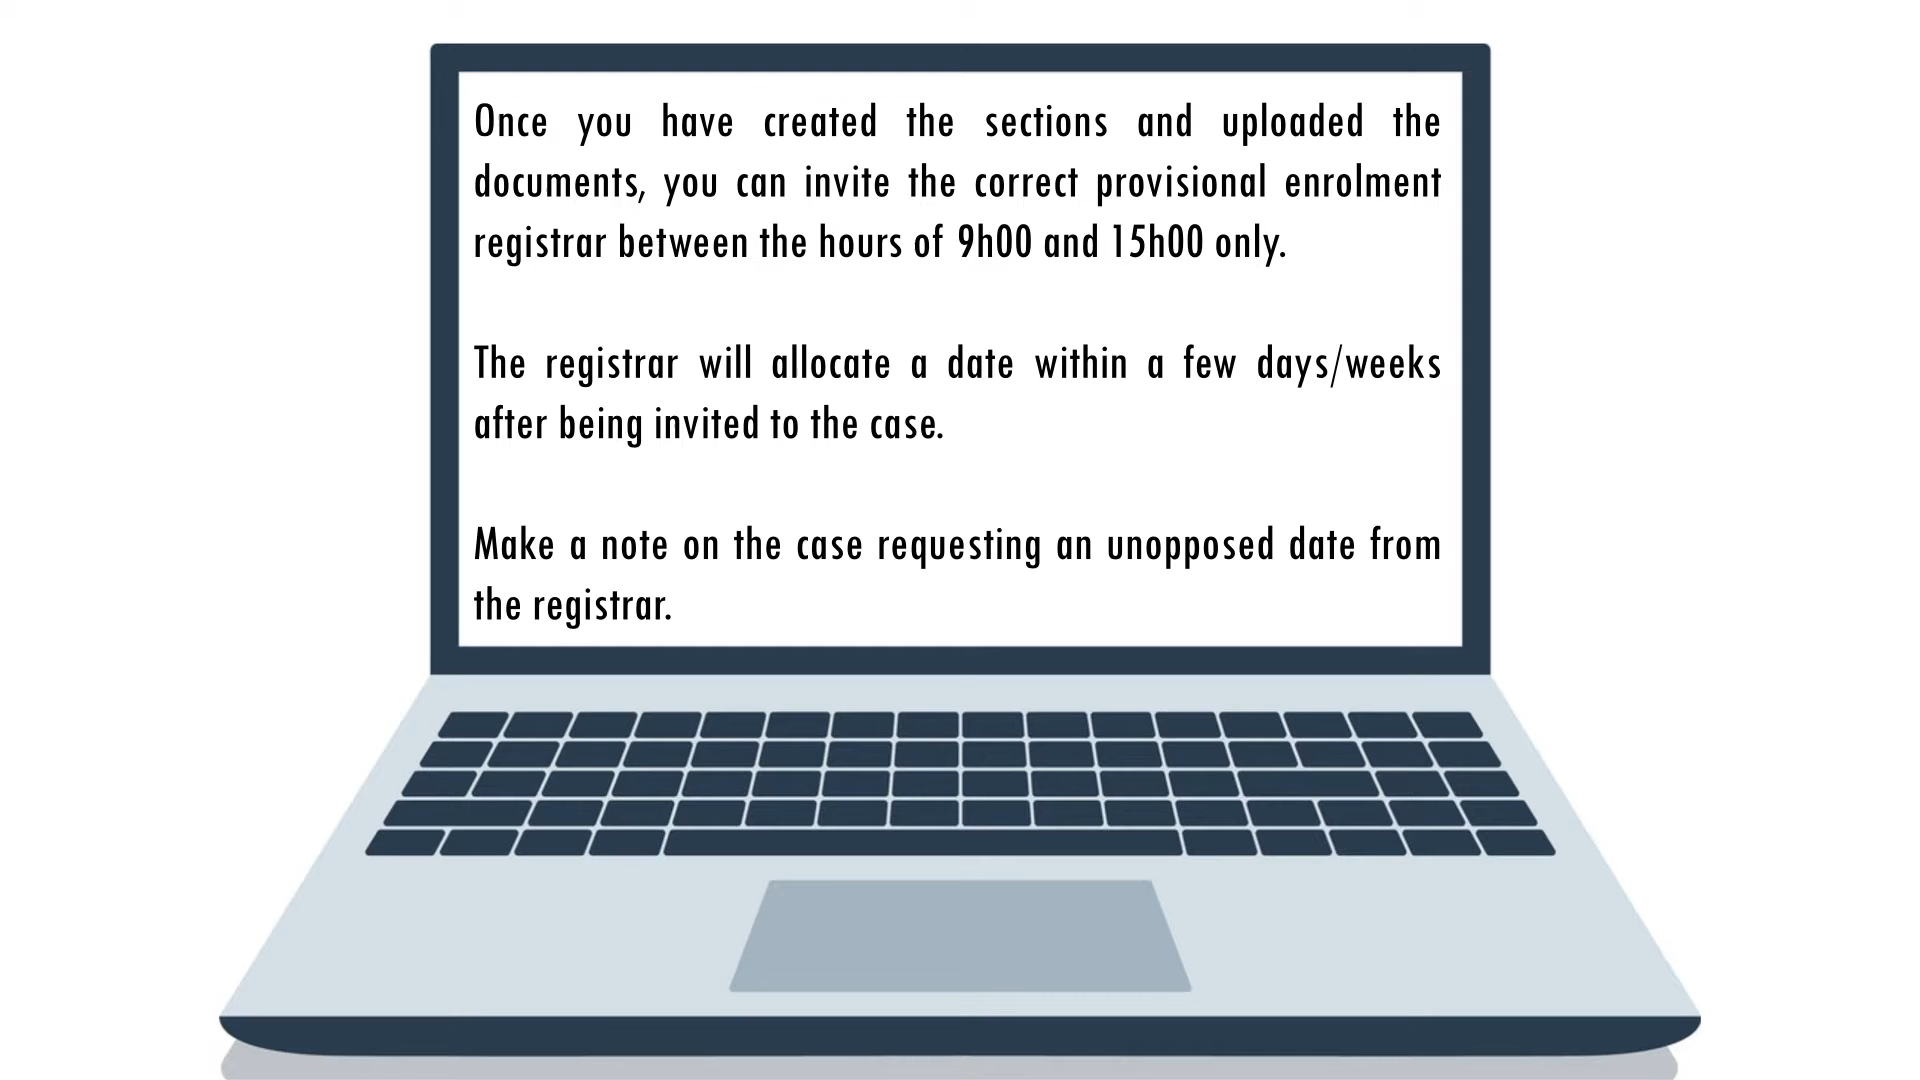 Once you have created the sections and uploaded the
documents, you can invite the correct provisional enrolment
registrar between the hours of 9h00 and 15h00 only.
The registrar will allocate a date within a few days/weeks
after being invited to the case.
Make a note on the case requesting an unopposed date from
the registrar.